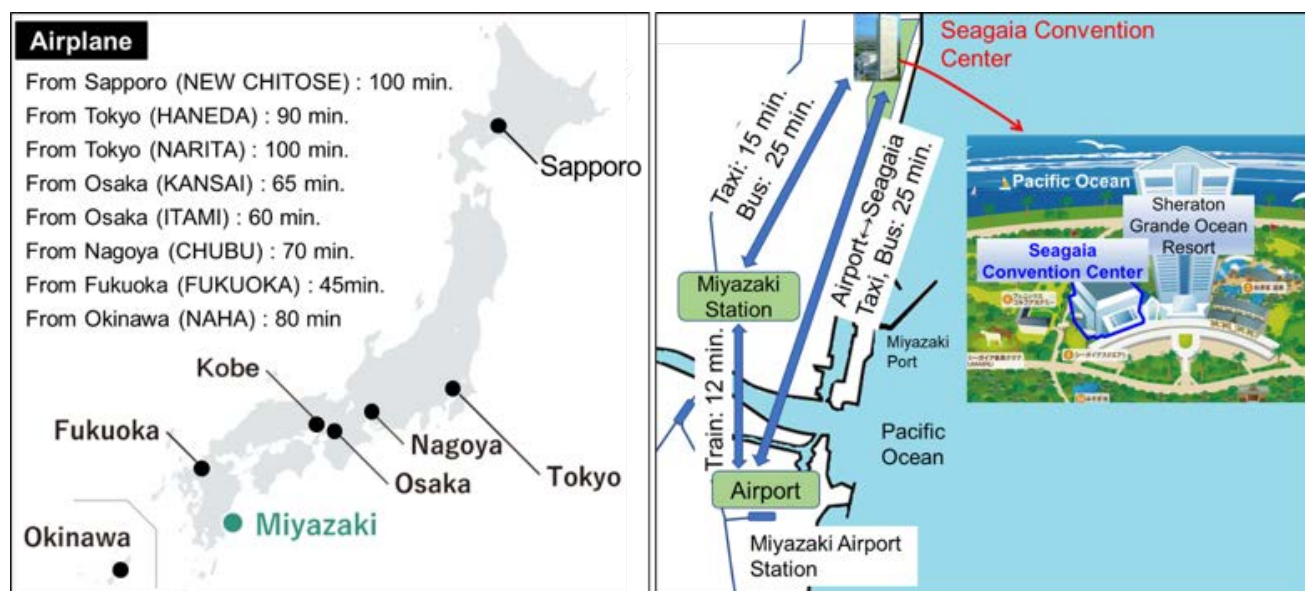 Airplane
From Sapporo (NEW CHITOSE) : 100 min.
From Tokyo (HANEDA) : 90 min.
From Tokyo (NARITA) : 100 min.
From Osaka (KANSAI) : 65 min.
From Osaka (ITAMI) : 60 min.
From Nagoya (CHUBU) : 70 min.
From Fukuoka (FUKUOKA) : 45min.
From Okinawa (NAHA) : 80 min
Sapporo
Kobe
Fukuoka
Nagoya
Osaka
Tokyo
Miyazaki
Okinawa
Seagaia Convention
Center
Taxi: 15 min.
Bus: 25 min.
Airport↔Seagaia
Taxi, Bus: 25 min.
Miyazaki
Station
Train: 12 min.
Airport
Miyazaki
Port
Pacific
Ocean
Miyazaki Airport
Station
Pacific Ocean
Sheraton
Grande Ocean
Resort
Seagaia
Convention Center